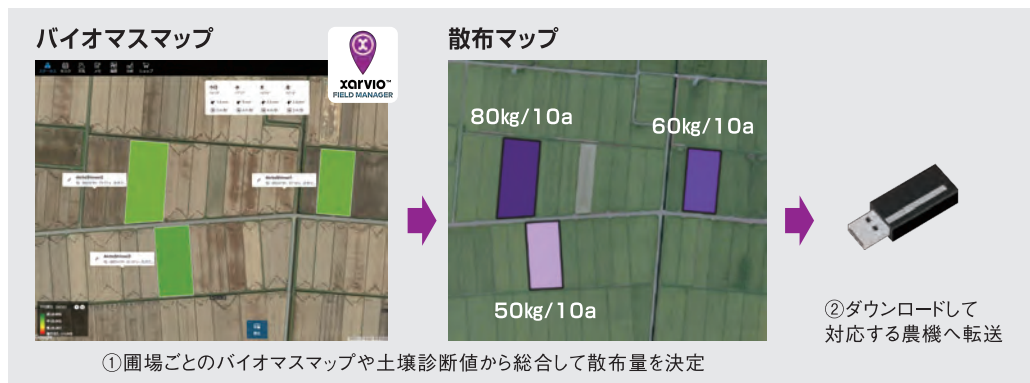 バイオマスマップ
xarvio™
FIELD MANAGER
散布マップ
80kg/10a
60kg/10a
50kg/10a
①圃場ごとのバイオマスマップや土壌診断値から総合して散布量を決定
②ダウンロードして
対応する農機へ転送